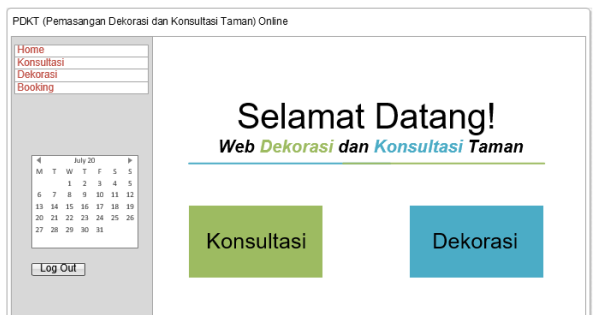 PDKT (Pemasangan Dekorasi dan Konsultasi Taman) Online
Home
Konsultasi
Dekorasi
Booking
July 20
M T W T F S S
1 2 3 4 5
6 7 8 9 10 11 12
13 14 15 16 17 18 19
20 21 22 23 24 25 26
27 28 29 30 31
Log Out
Selamat Datang!
Web Dekorasi dan Konsultasi Taman
Konsultasi
Dekorasi